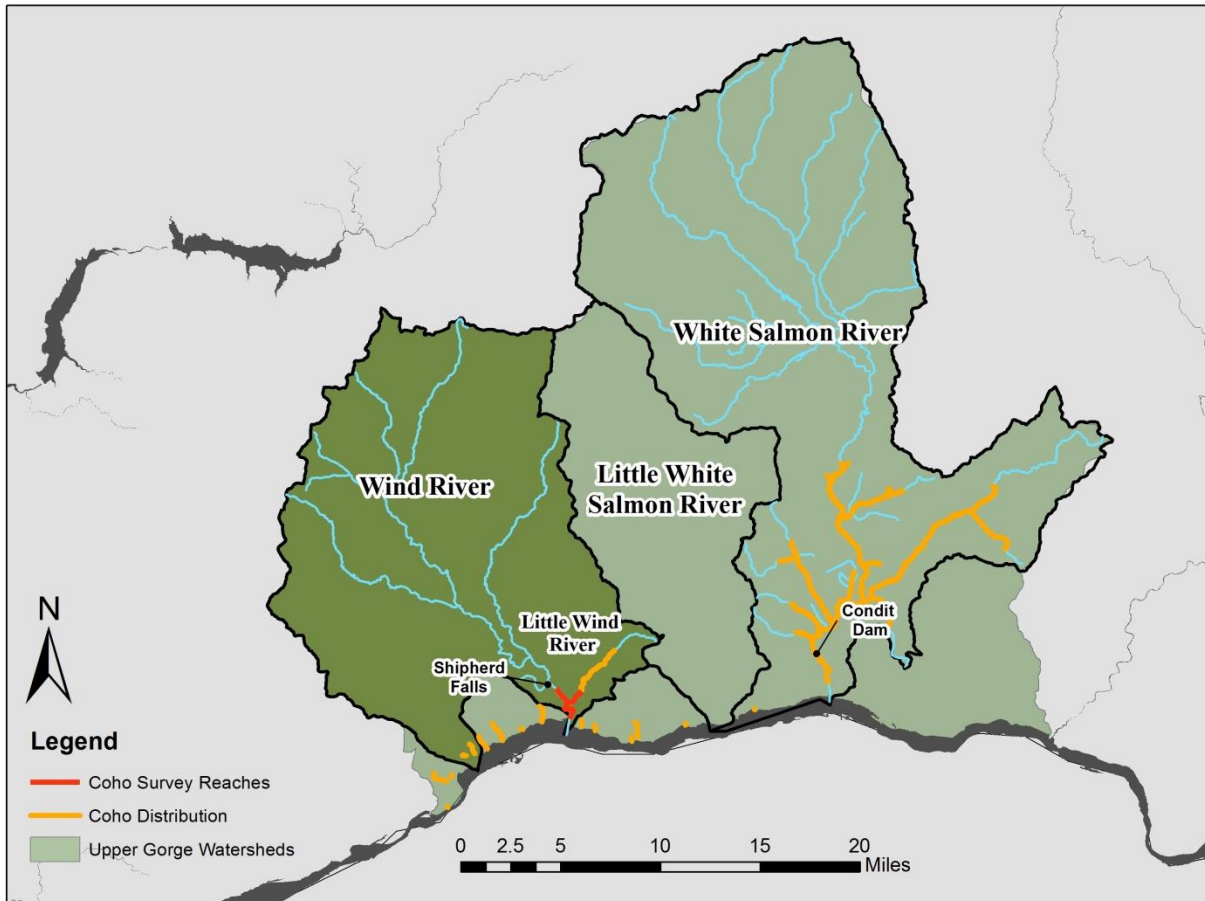 White Salmon River
Wind River
Little White
Salmon River
Little Wind
River
Shipherd
Falls
Condit
Dam
N
Legend
Coho Survey Reaches
Coho Distribution
Upper Gorge Watersheds
0 2.5 5 10 15 20
Miles